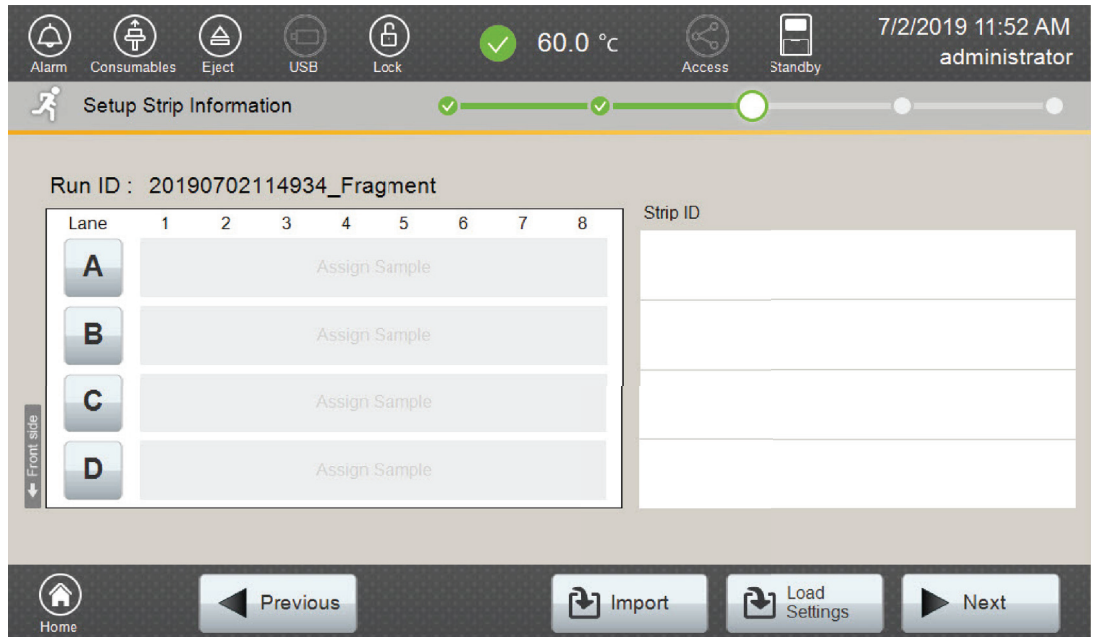 7/2/2019 11:52 AM
60.0 °c
administrator
Alarm Consumables Eject USB Lock Access Standby
Setup Strip Information
Run ID : 20190702114934_Fragment
Strip ID
Lane 1 2 3 4 5 6 7 8
A Assign Sample
B Assign Sample
C Assign Sample
D Assign Sample
Front side
Previous
Import
Load
Settings
Next
Home